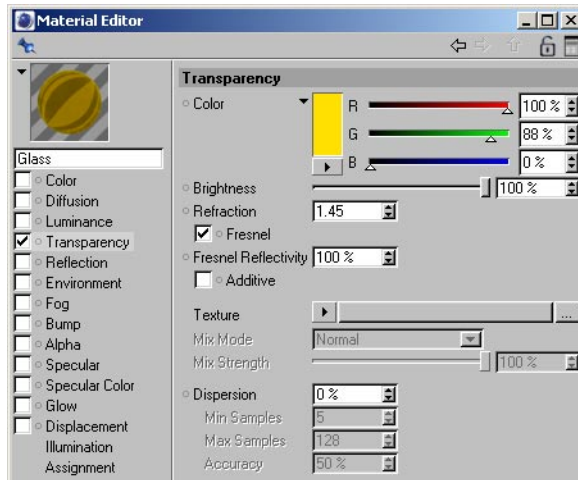 Material Editor
Glass
Color
Diffusion
Luminance
Transparency
Reflection
Environment
Fog
Bump
Alpha
Specular
Specular Color
Glow
Displacement
Illumination
Assignment
Transparency
Color R 100 %
G 88 %
B 0 %
Brightness 100 %
Refraction 1.45
Fresnel
Fresnel Reflectivity 100 %
Additive
Texture ...
Mix Mode Normal
Mix Strength 100 %
Dispersion 0 %
Min Samples 5
Max Samples 128
Accuracy 50 %